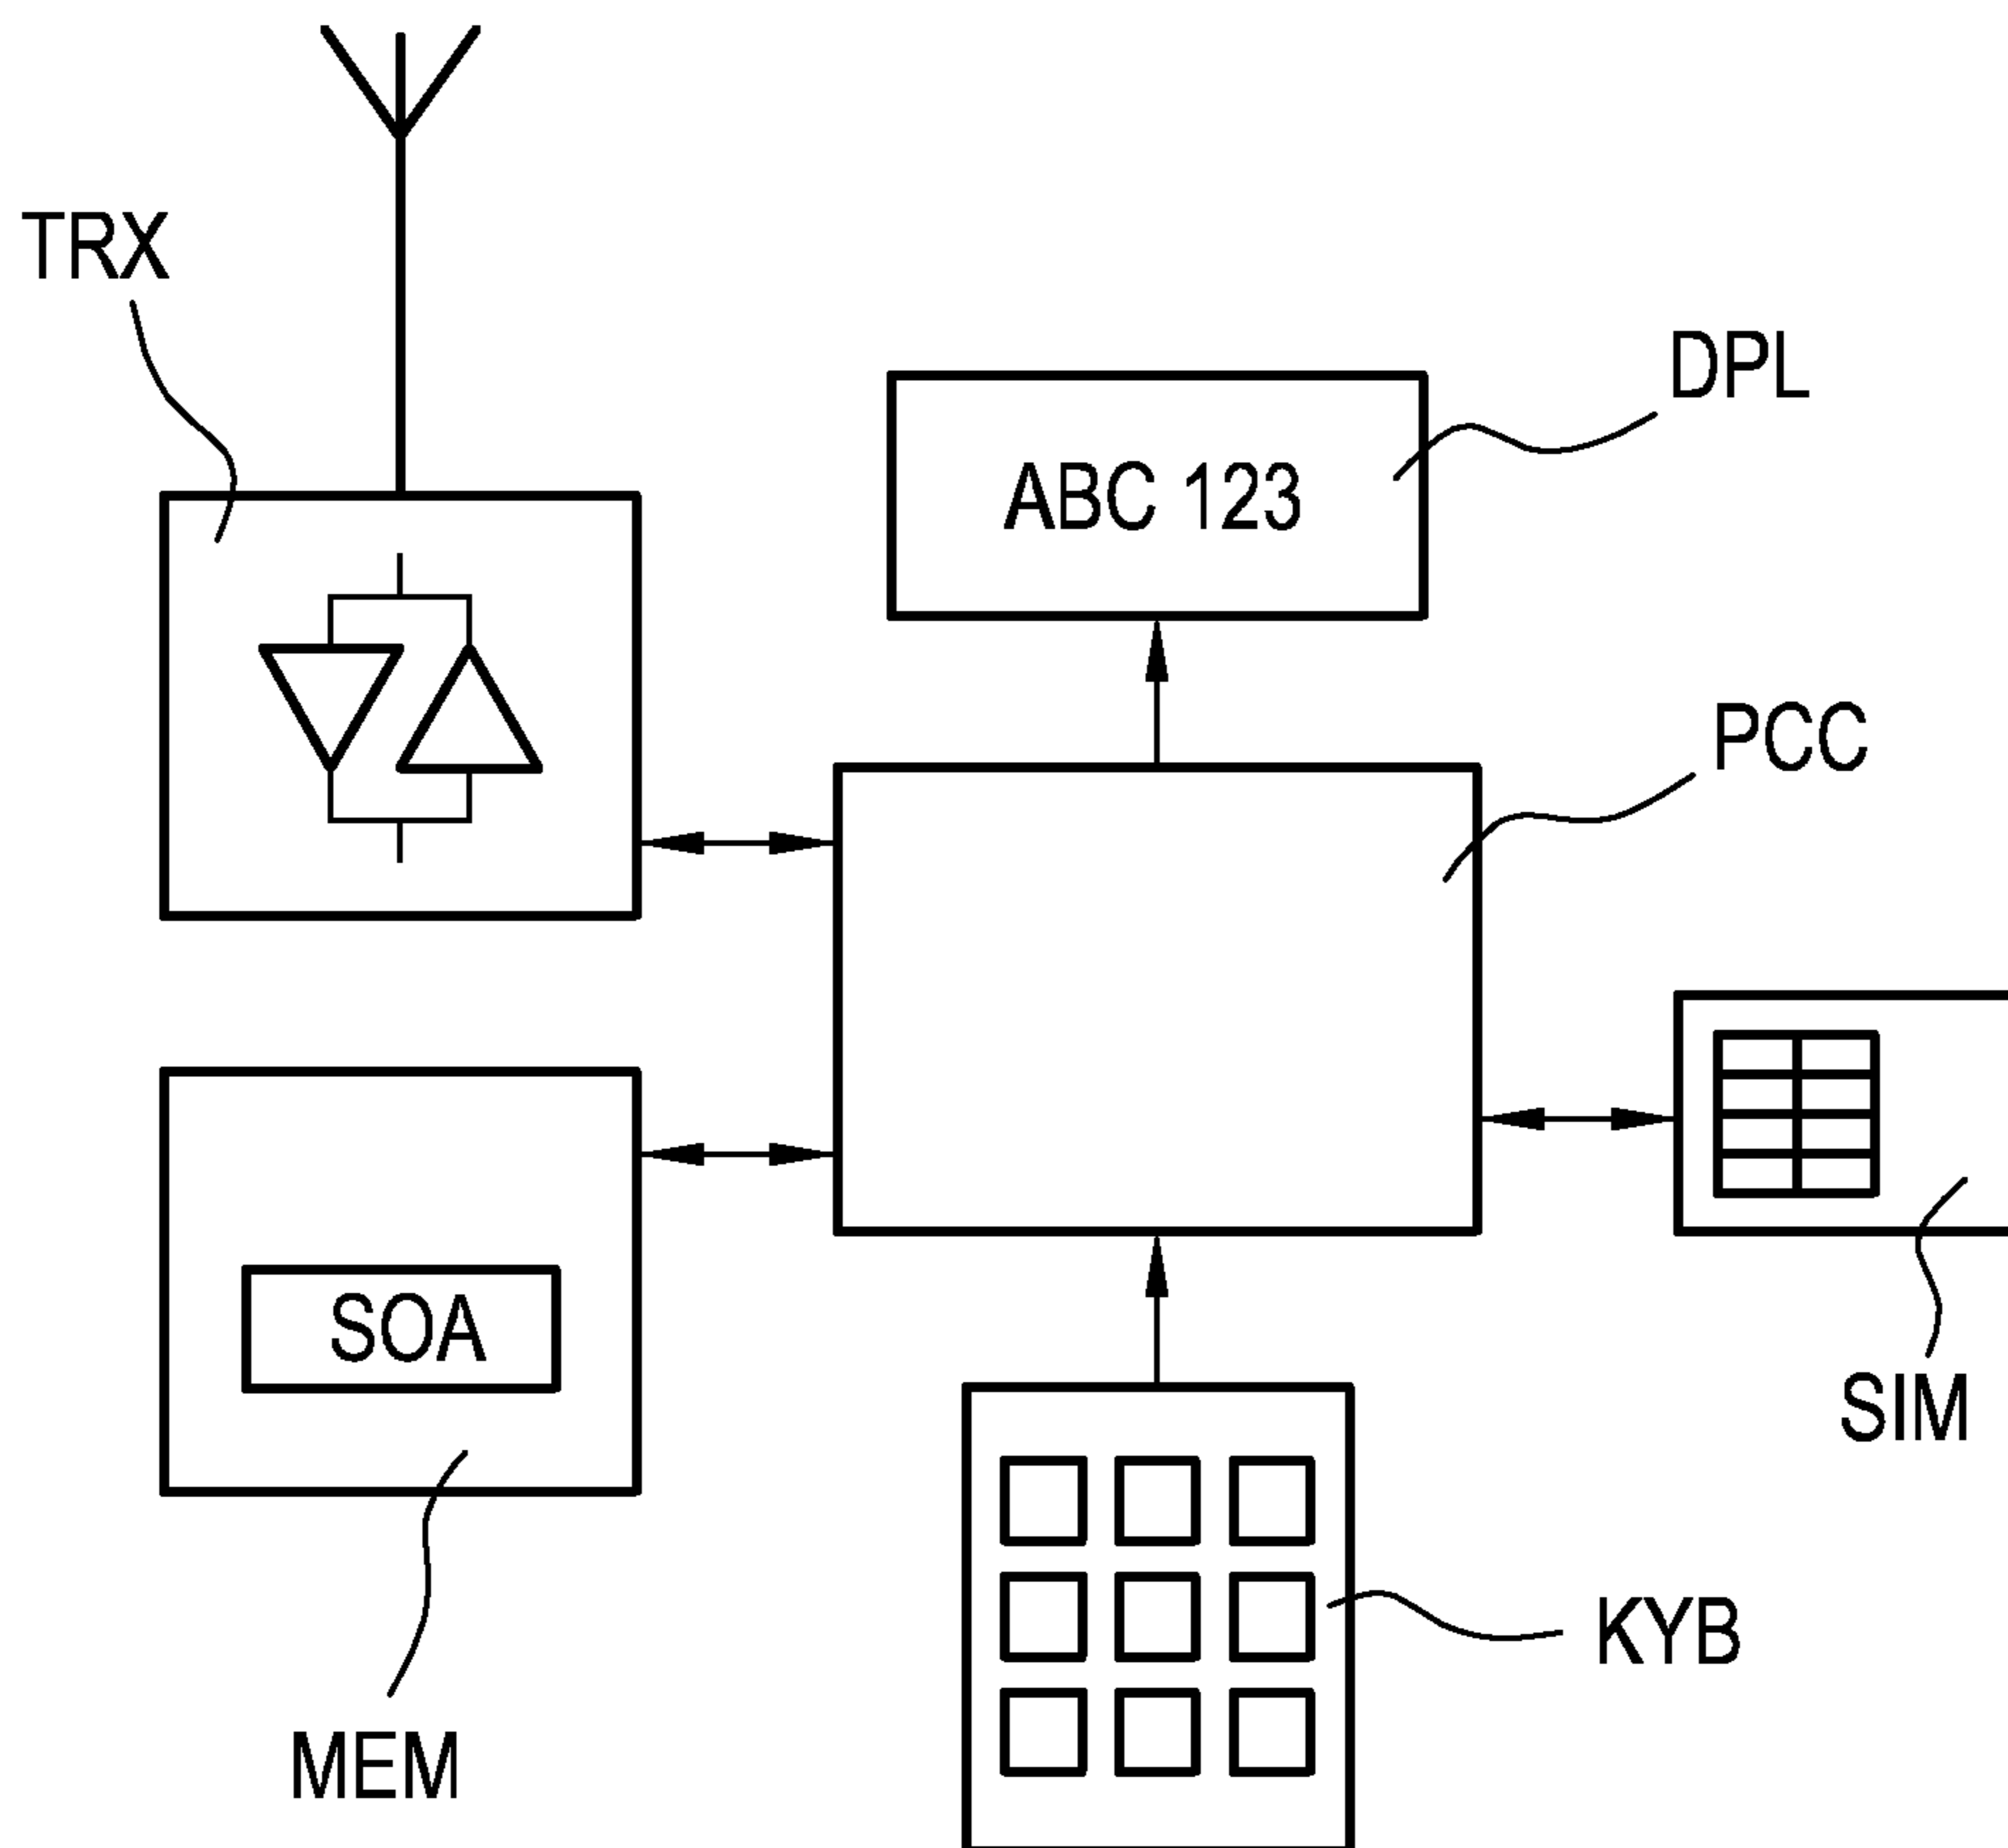 TRX
DPL
ABC 123
PCC
SOA
SIM
KYB
MEM